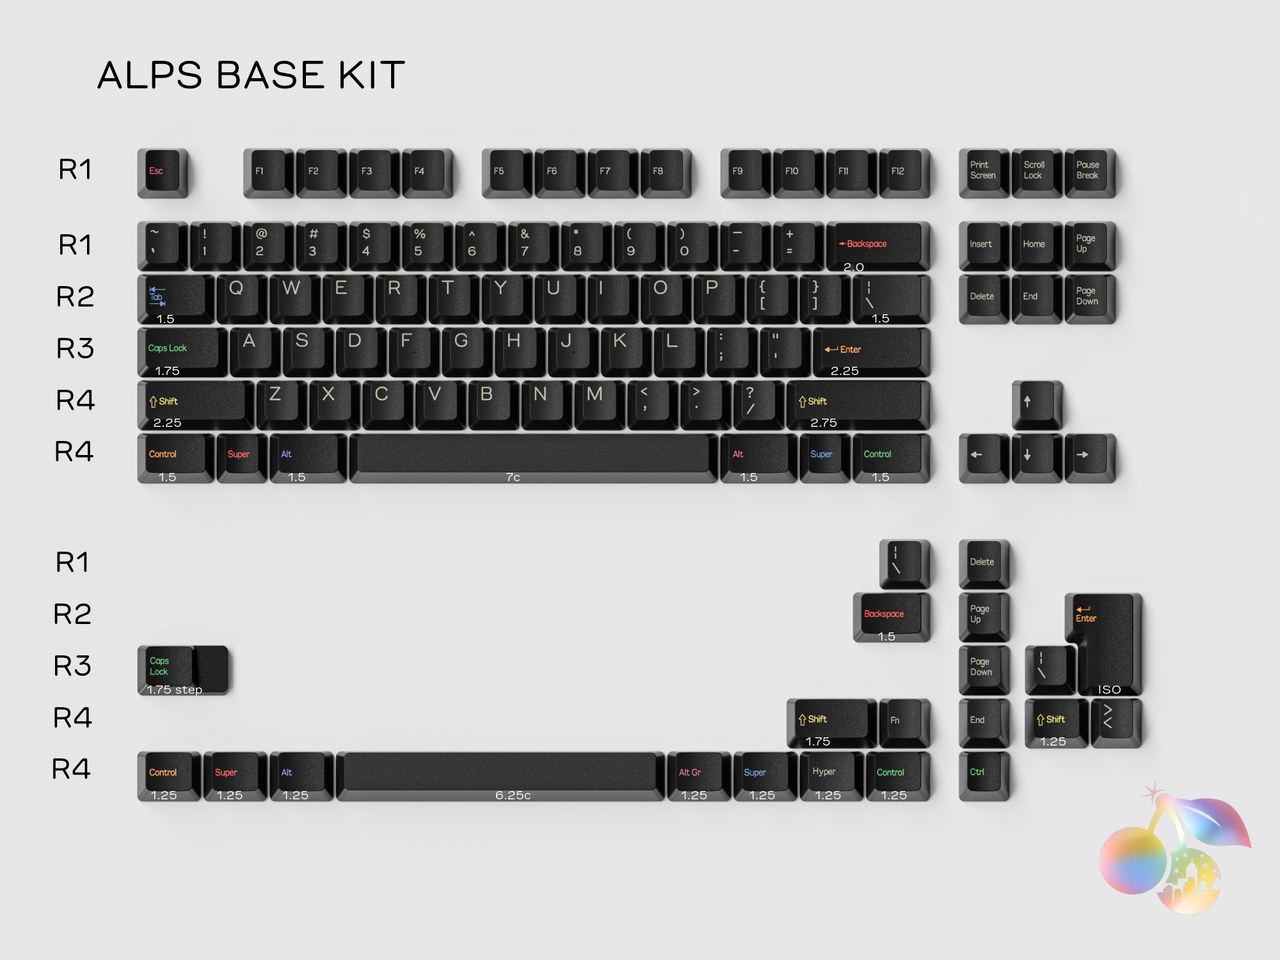 ALPS BASE KIT
R1 Esc F1 F2 F3 F4 F5 F6 F7 F8 F9 F10 F11 F12 Print Screen Scroll Lock Pause Break
R1 ~ ` ! 1 @ 2 # 3 $ 4 % 5 ^ 6 & 7 * 8 ( 9 ) 0 _ - + = ←Backspace Insert Home Page Up
2.0
R2 Tab Q W E R T Y U I O P { [ } ] ¦ \ Delete End Page Down
1.5 1.5
R3 Caps Lock A S D F G H J K L : ; " ' Enter
1.75 2.25
R4 ⇧ Shift Z X C V B N M < , > . ? / ⇧ Shift ↑
2.25 2.75
R4 Control Super Alt Alt Super Control ← ↓ →
1.5 1.5 7c 1.5 1.5
R1 ¦ \ Delete
R2 Backspace Page Up Enter
1.5
R3 Caps Lock Page Down ¦ \
1.75 step ISO
R4 ⇧ Shift Fn End ⇧ Shift > <
1.75 1.25
R4 Control Super Alt Alt Gr Super Hyper Control Ctrl
1.25 1.25 1.25 6.25c 1.25 1.25 1.25 1.25